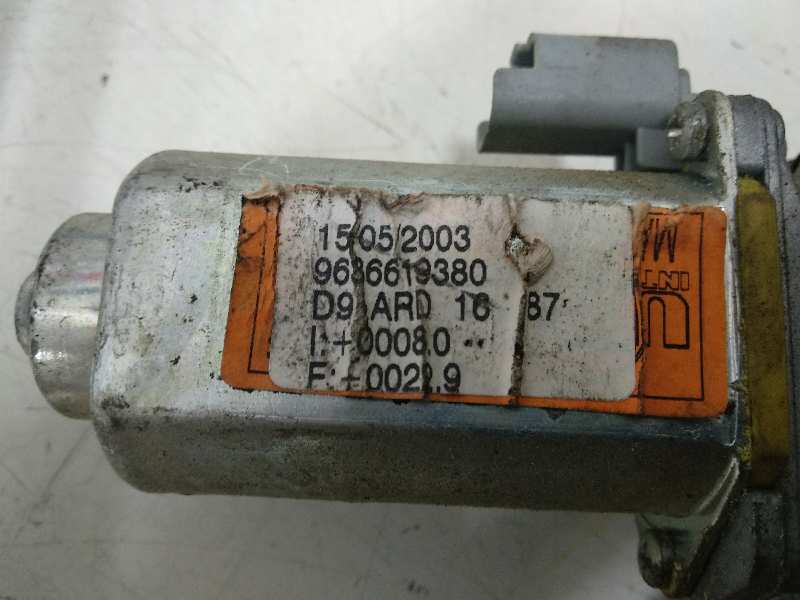 15/05/2003
9636619380
D9 ARD 16 87
I:+0008.0
F:+0022.9